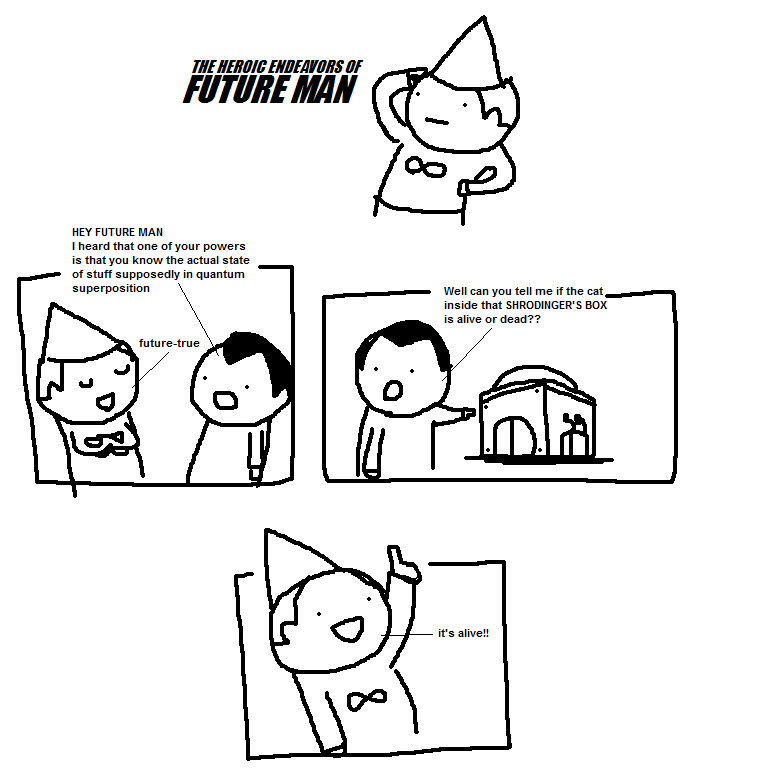 THE HEROIC ENDEAVORS OF
FUTURE MAN
HEY FUTURE MAN
I heard that one of your powers
is that you know the actual state
of stuff supposedly in quantum
superposition
future-true
Well can you tell me if the cat
inside that SHRODINGER'S BOX
is alive or dead??
it's alive!!